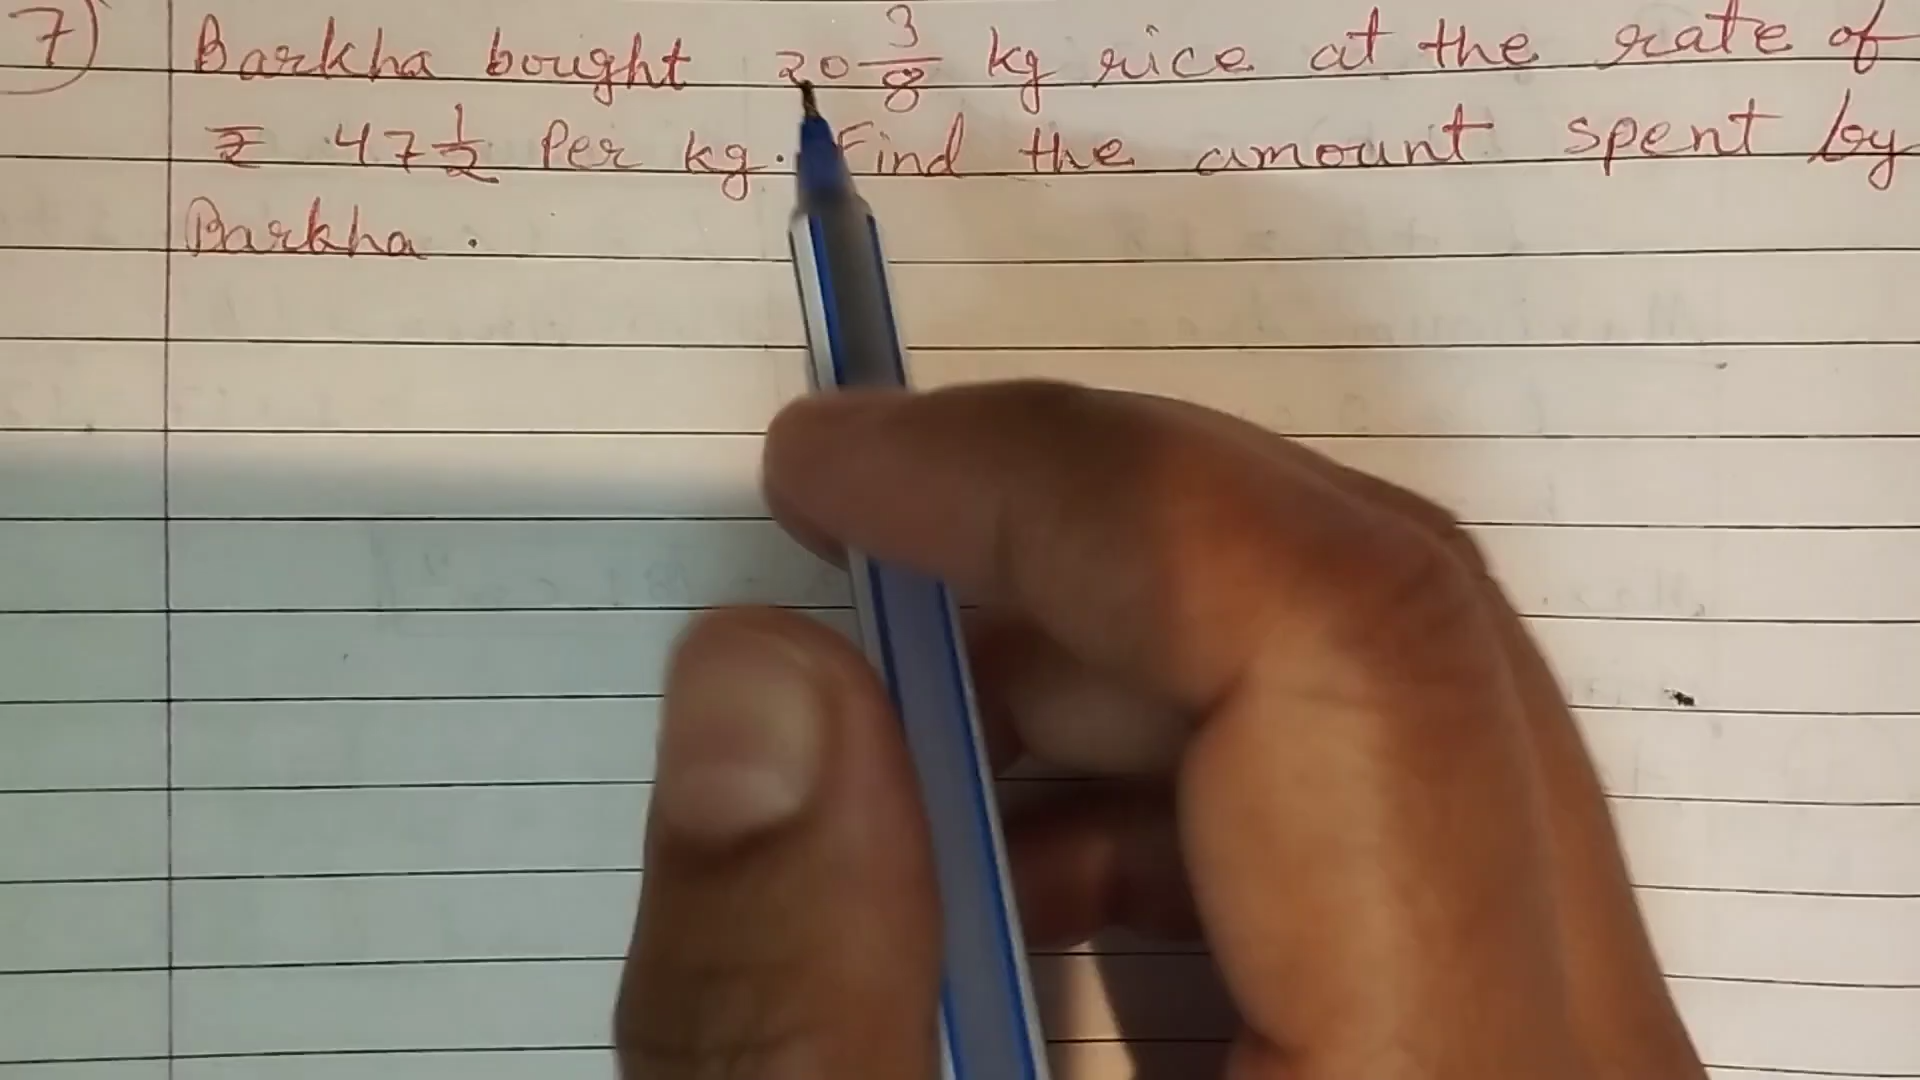 7) Barkha bought 20 3/8 kg rice at the rate of
₹ 47 1/2 Per kg. Find the amount spent by
Barkha.